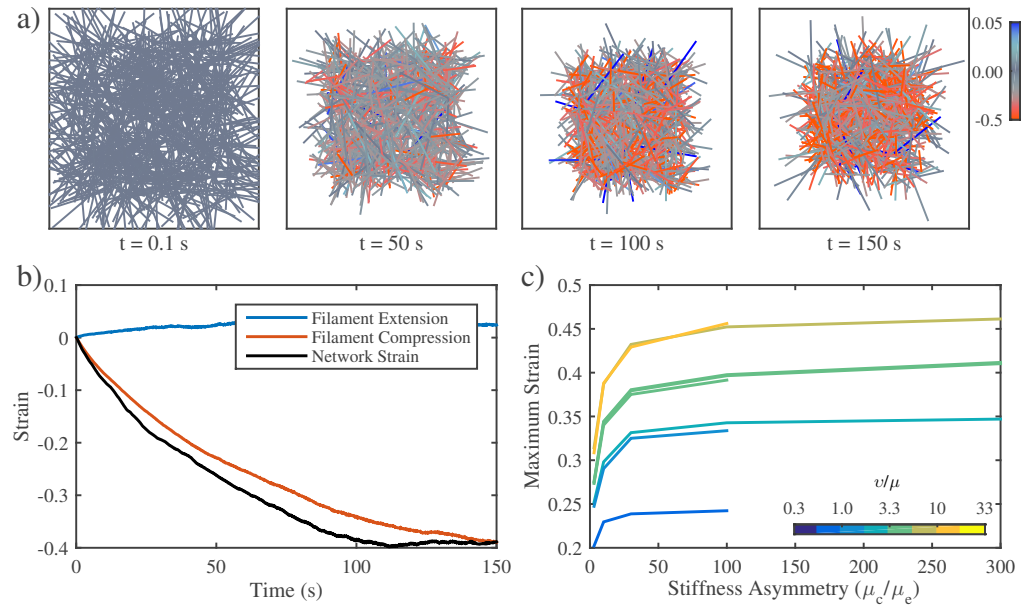 a)
0.05
0.00
-0.5
t = 0.1 s
t = 50 s
t = 100 s
t = 150 s
b)
0.1
0
-0.1
-0.2
-0.3
-0.4
Strain
Filament Extension
Filament Compression
Network Strain
0
50
100
150
Time (s)
c)
0.5
0.45
0.4
0.35
0.3
0.25
0.2
Maximum Strain
υ/μ
0.3
1.0
3.3
10
33
0
50
100
150
200
250
300
Stiffness Asymmetry (μc/μe)